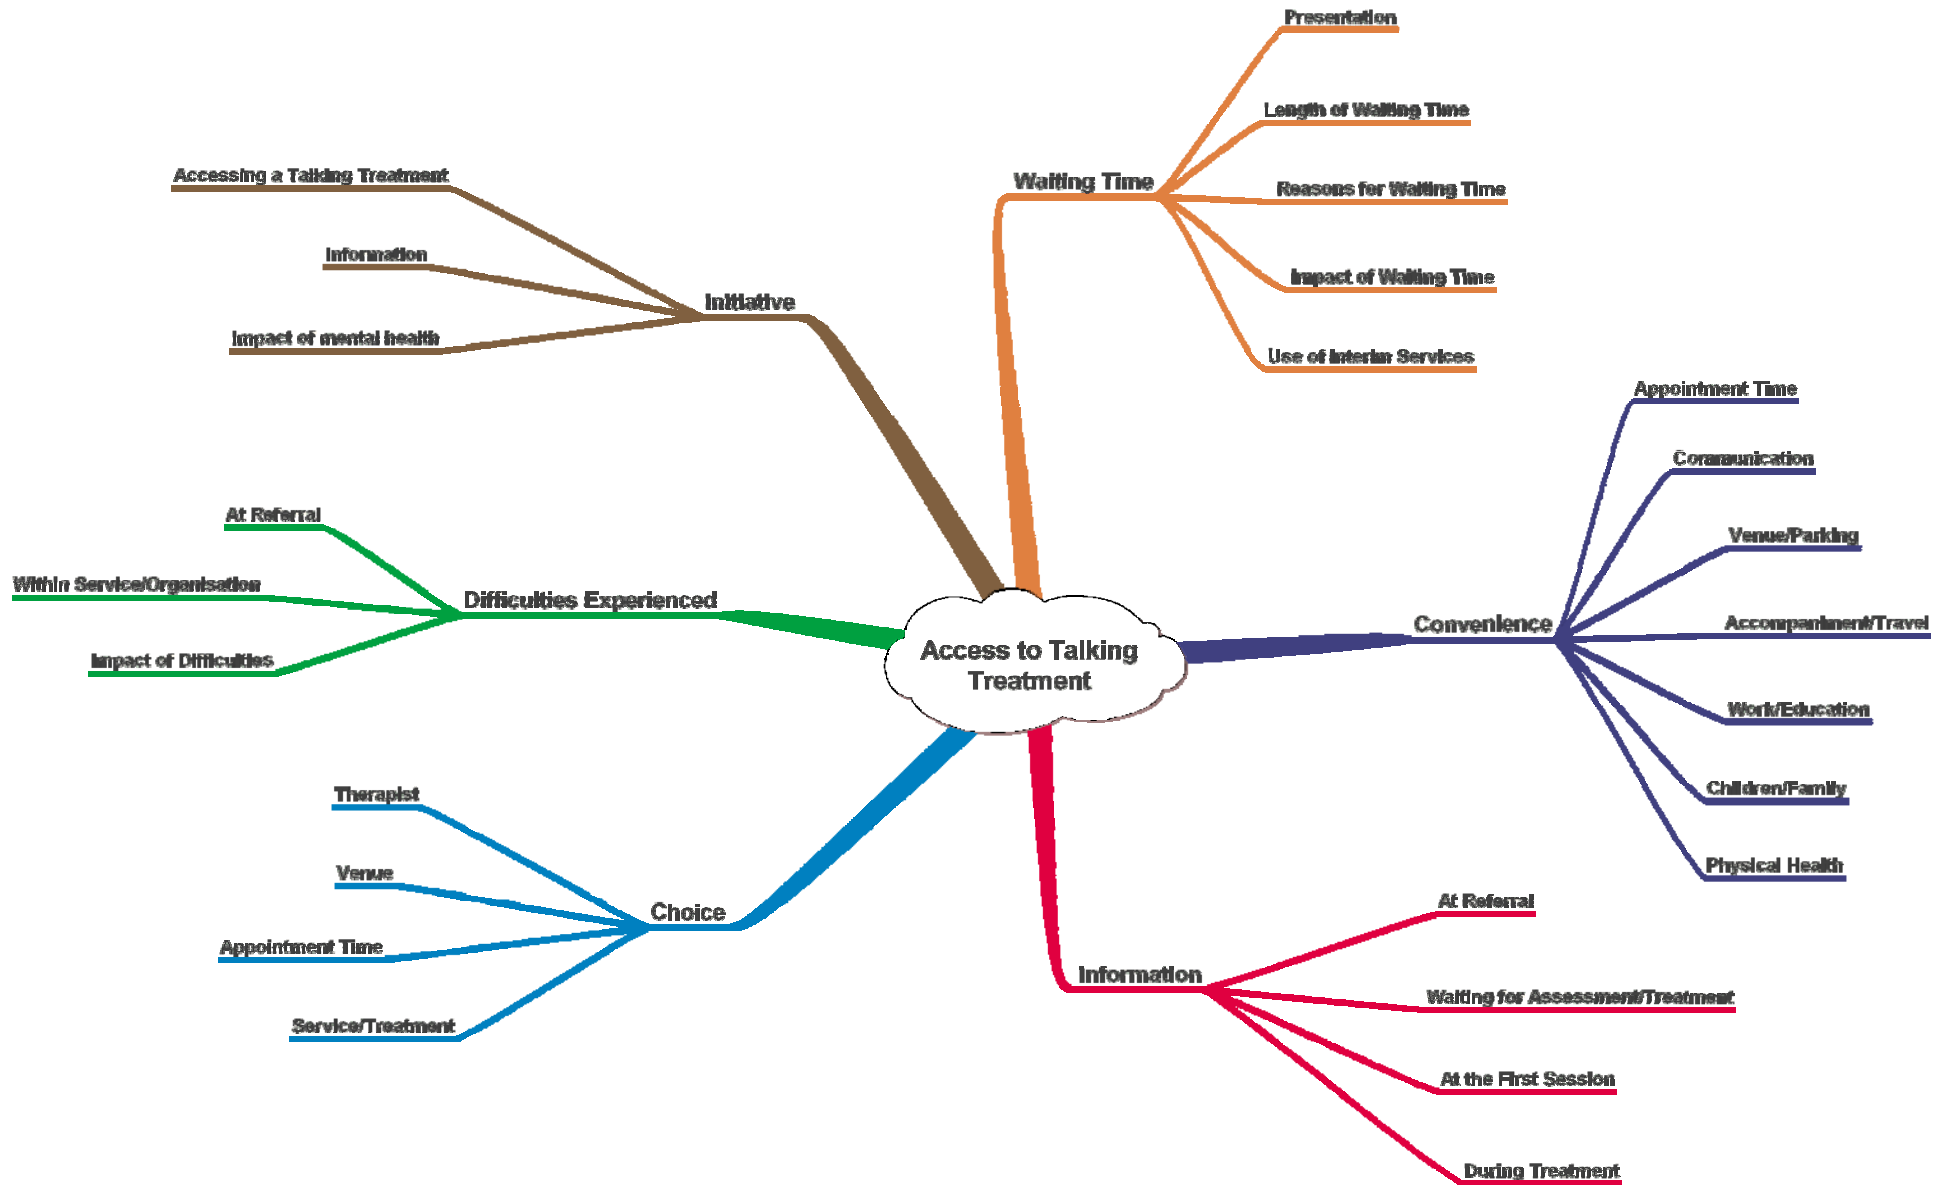 Access to Talking
Treatment
Waiting Time
Presentation
Length of Waiting Time
Reasons for Waiting Time
Impact of Waiting Time
Use of Interim Services
Convenience
Appointment Time
Communication
Venue/Parking
Accompaniment/Travel
Work/Education
Children/Family
Physical Health
Information
At Referral
Waiting for Assessment/Treatment
At the First Session
During Treatment
Choice
Therapist
Venue
Appointment Time
Service/Treatment
Difficulties Experienced
At Referral
Within Service/Organisation
Impact of Difficulties
Initiative
Accessing a Talking Treatment
Information
Impact of mental health